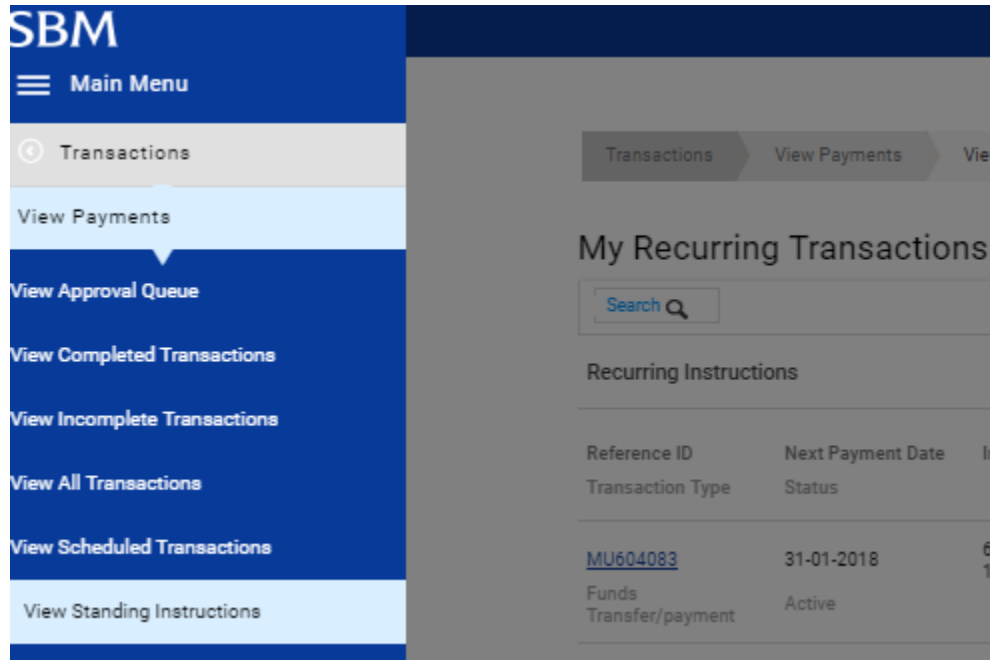 SBM
Main Menu
Transactions
View Payments
View Approval Queue
View Completed Transactions
View Incomplete Transactions
View All Transactions
View Scheduled Transactions
View Standing Instructions
Transactions View Payments
My Recurring Transactions
Search
Recurring Instructions
Reference ID Next Payment Date
Transaction Type Status
MU604083 31-01-2018
Funds
Transfer/payment Active